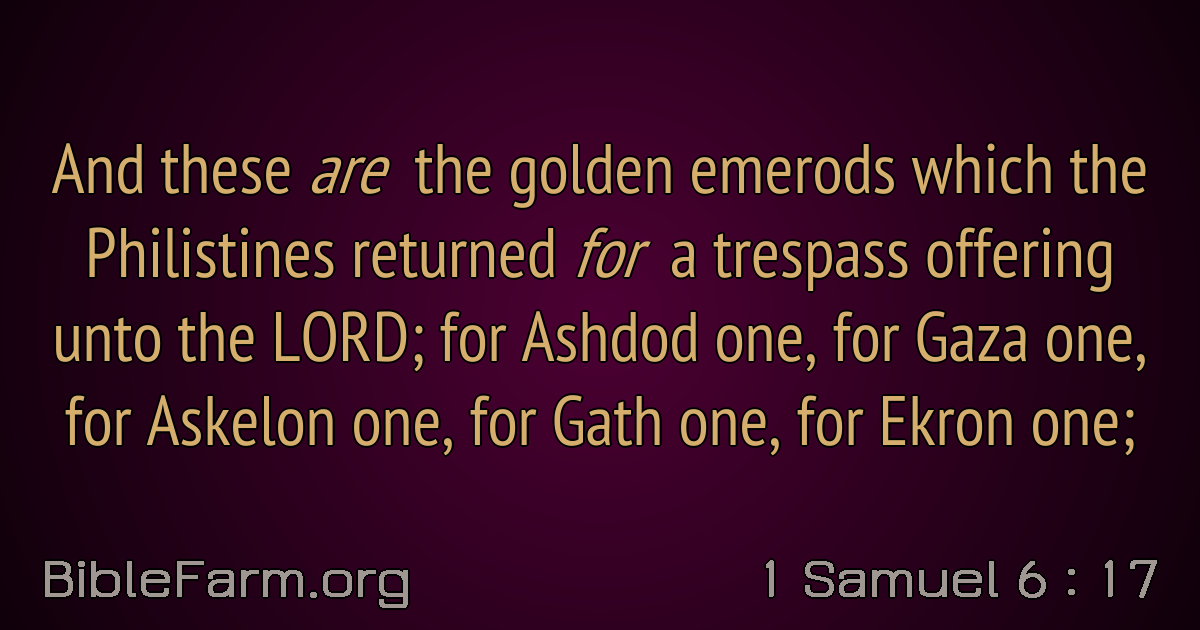 And these are the golden emerods which the
Philistines returned for a trespass offering
unto the LORD; for Ashdod one, for Gaza one,
for Askelon one, for Gath one, for Ekron one;
BibleFarm.org
1 Samuel 6 : 17